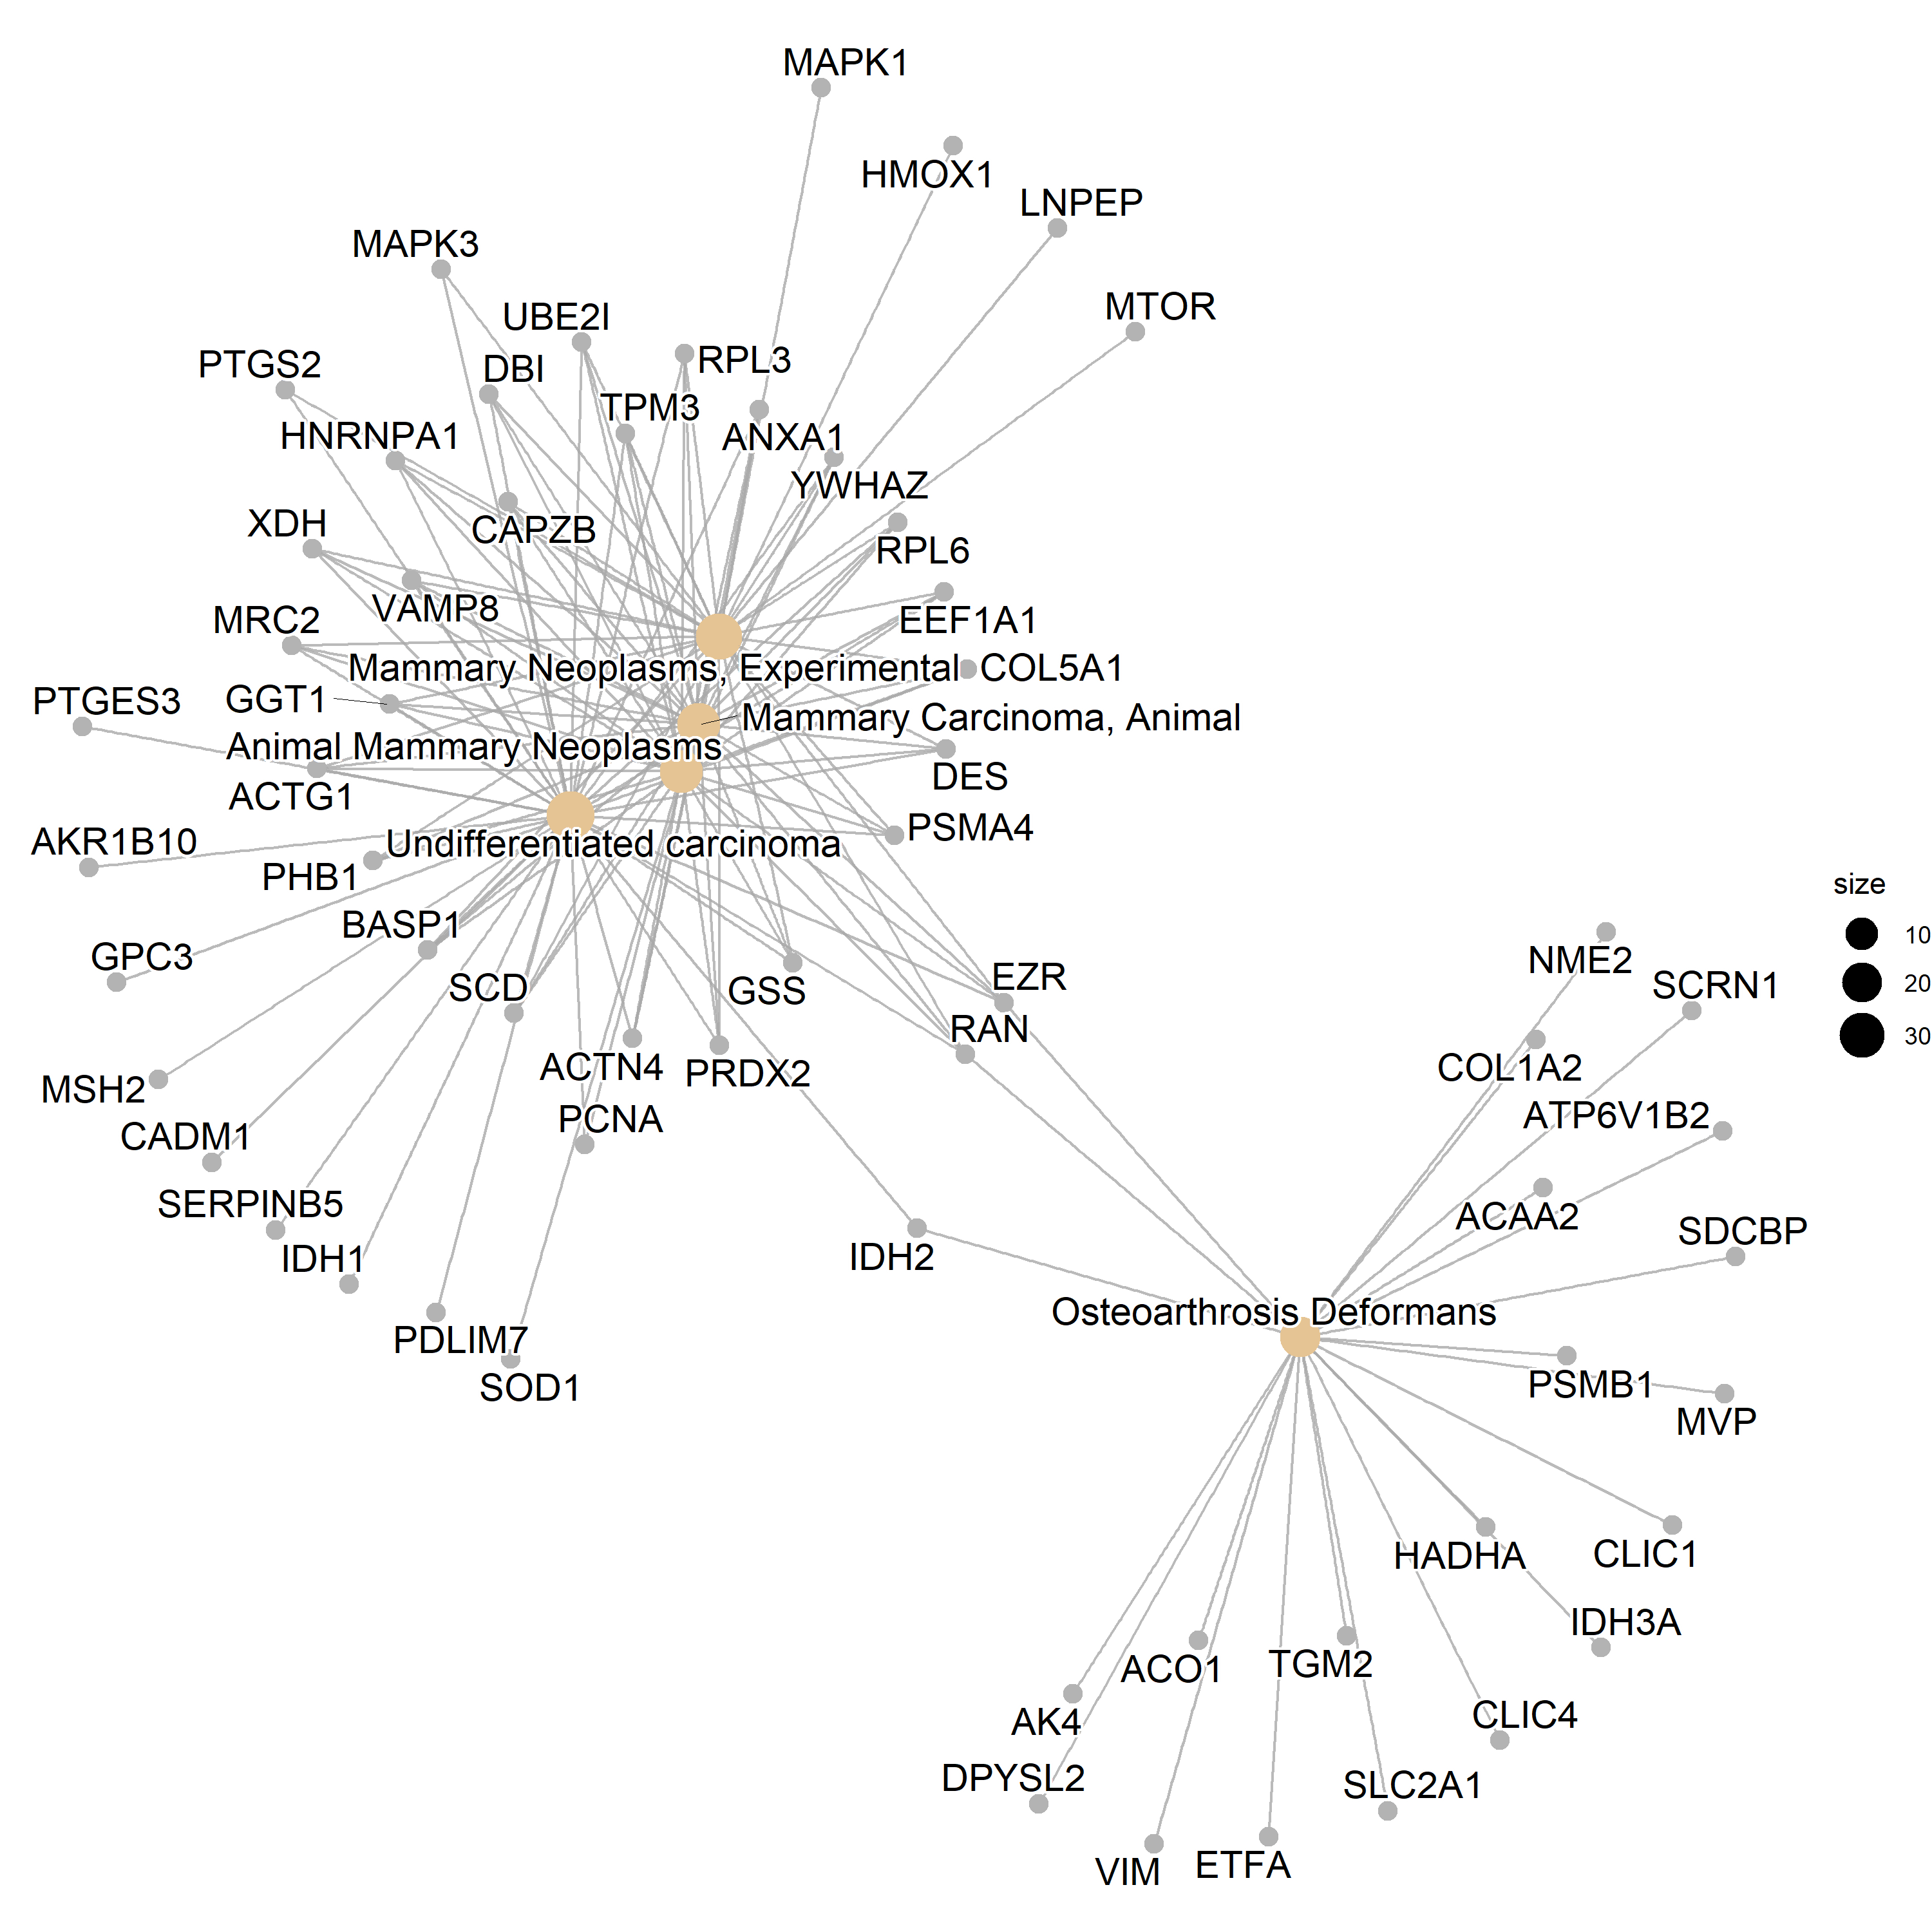 MAPK1
HMOX1
LNPEP
MAPK3
MTOR
UBE2I
PTGS2
DBI
RPL3
TPM3
HNRNPA1
ANXA1
YWHAZ
XDH
CAPZB
RPL6
VAMP8
MRC2
EEF1A1
Mammary Neoplasms, Experimental
COL5A1
GGT1
PTGES3
Mammary Carcinoma, Animal
Animal Mammary Neoplasms
DES
ACTG1
PSMA4
AKR1B10
Undifferentiated carcinoma
PHB1
size
BASP1
10
GPC3
NME2
EZR
20
SCD
GSS
SCRN1
RAN
30
ACTN4
PRDX2
COL1A2
MSH2
PCNA
ATP6V1B2
CADM1
SERPINB5
ACAA2
SDCBP
IDH1
IDH2
Osteoarthrosis Deformans
PDLIM7
SOD1
PSMB1
MVP
HADHA
CLIC1
IDH3A
ACO1
TGM2
AK4
CLIC4
DPYSL2
SLC2A1
VIM
ETFA